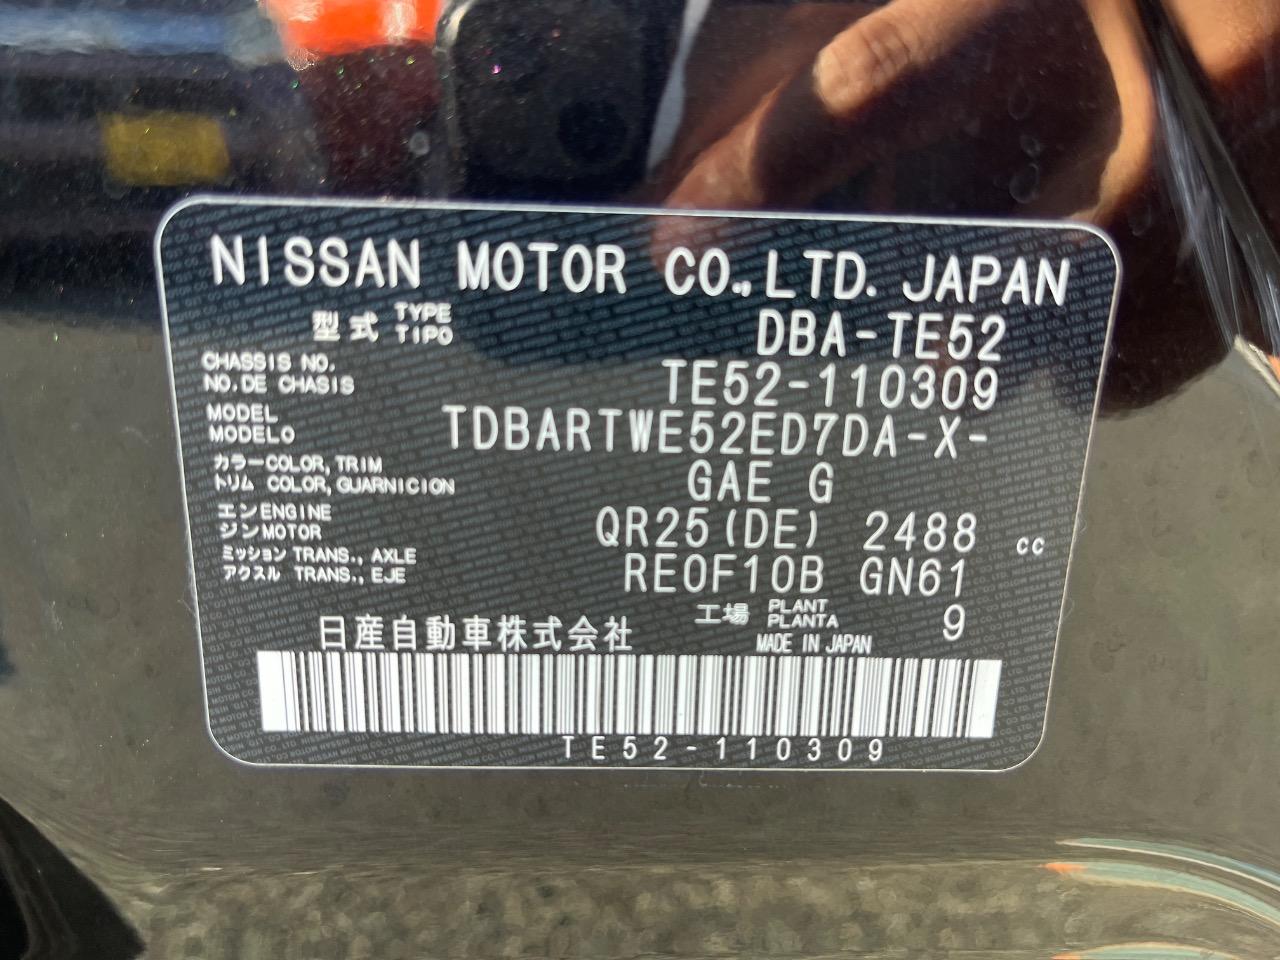 NISSAN MOTOR CO.,LTD. JAPAN
型式 TYPE TIPO DBA-TE52
CHASSIS NO.
NO.DE CHASIS TE52-110309
MODEL
MODELO TDBARTWE52ED7DA-X-
カラー COLOR, TRIM
トリム COLOR, GUARNICION GAE G
エン ENGINE
ジン MOTOR QR25(DE) 2488 cc
ミッション TRANS., AXLE
アクスル TRANS., EJE RE0F10B GN61
工場 PLANT PLANTA 9
日産自動車株式会社 MADE IN JAPAN
TE52-110309